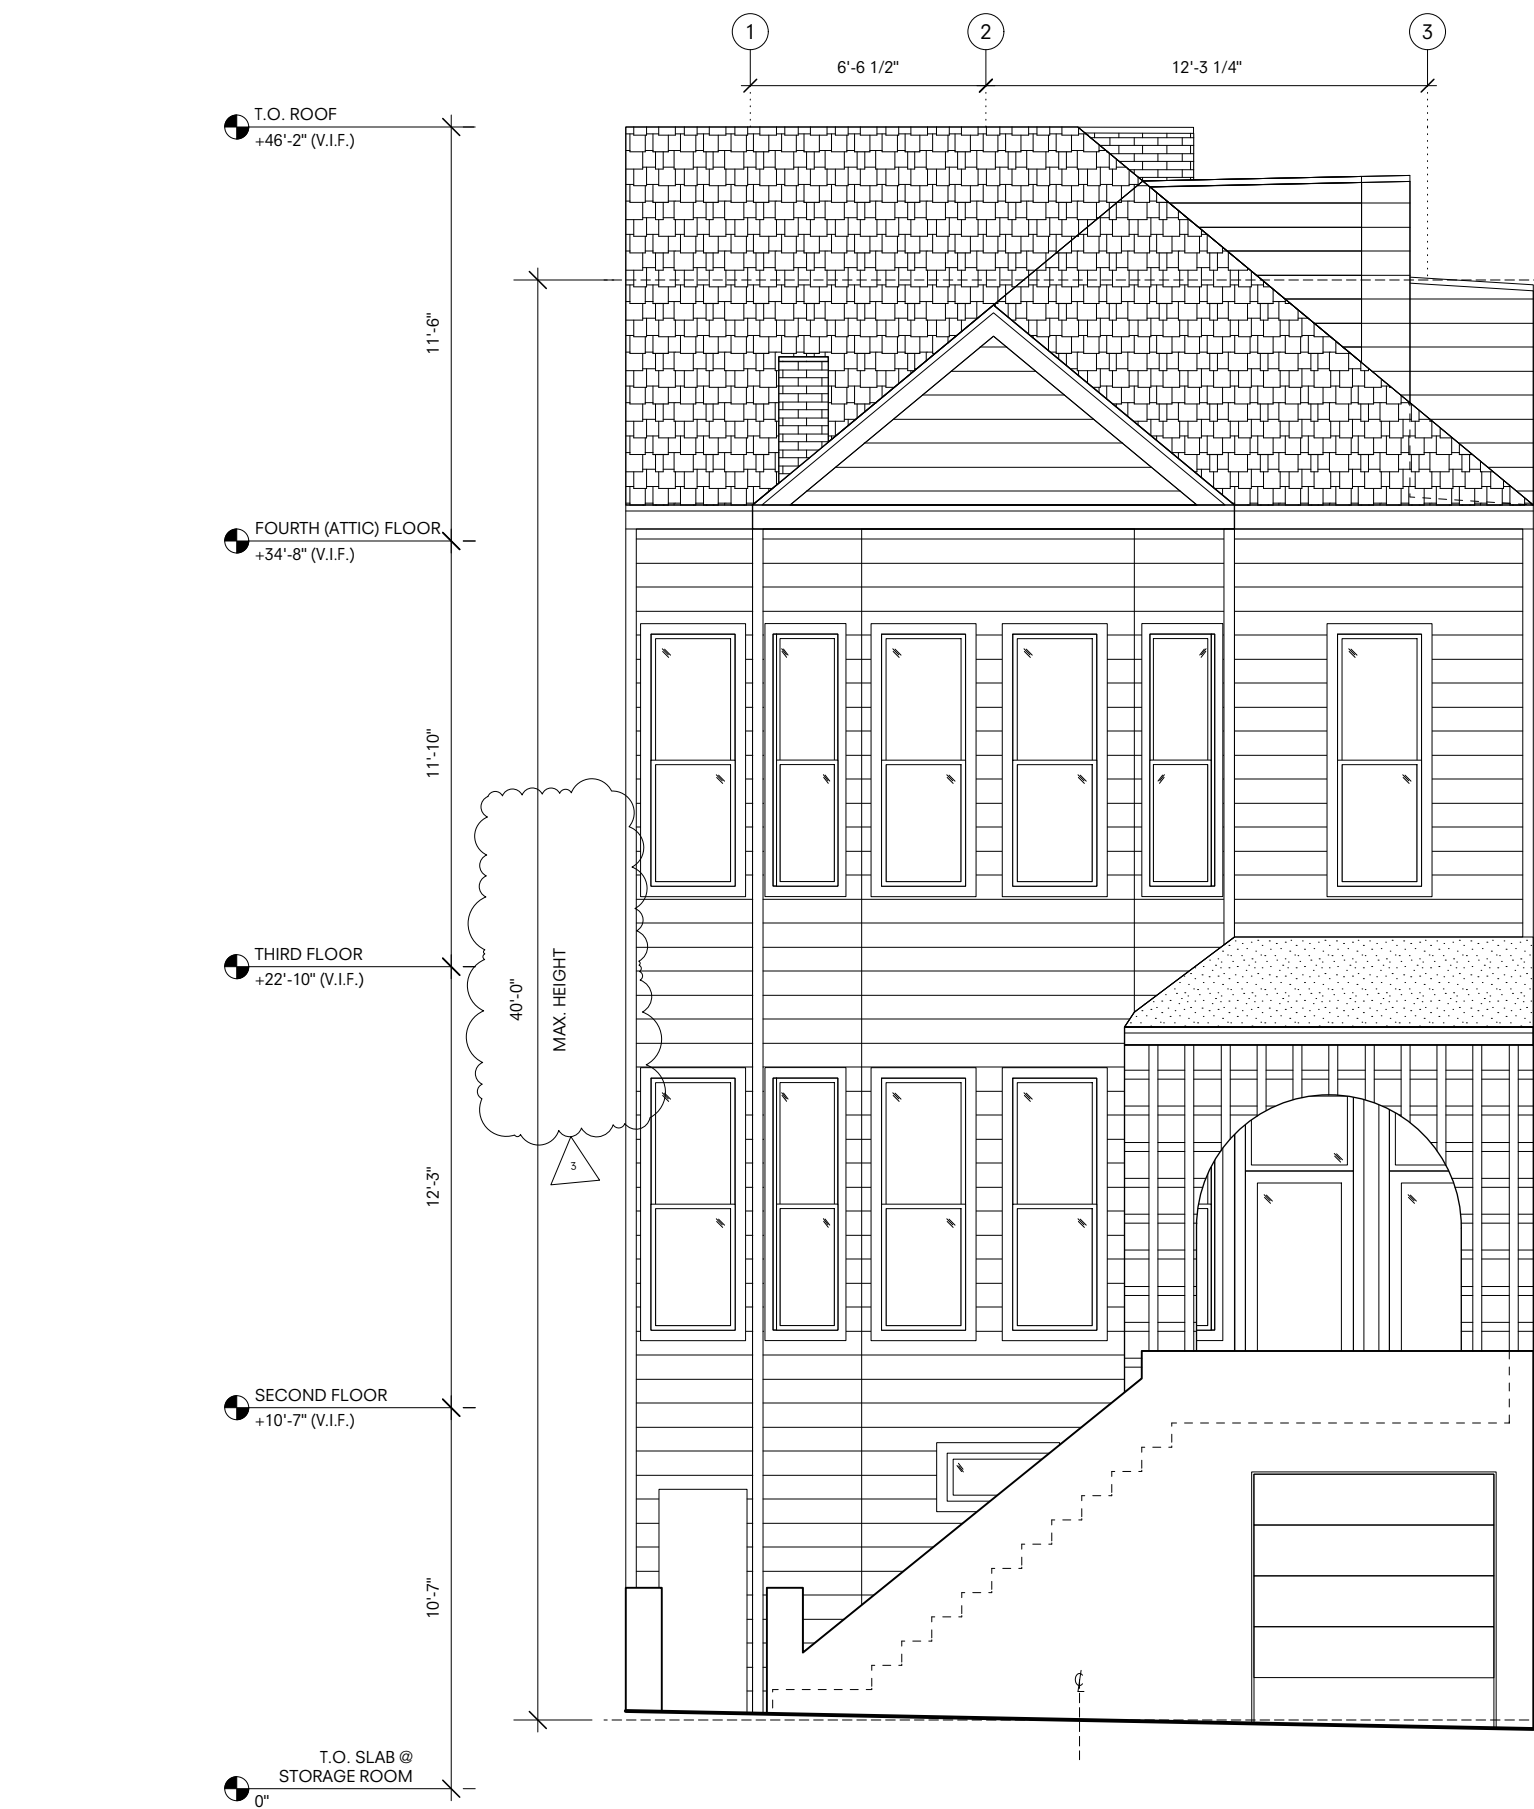 1
2
3
6'-6 1/2"
12'-3 1/4"
T.O. ROOF
+46'-2" (V.I.F.)
11'-6"
FOURTH (ATTIC) FLOOR
+34'-8" (V.I.F.)
11'-10"
THIRD FLOOR
+22'-10" (V.I.F.)
40'-0"
MAX. HEIGHT
3
12'-3"
SECOND FLOOR
+10'-7" (V.I.F.)
10'-7"
℄
T.O. SLAB @
STORAGE ROOM
0"